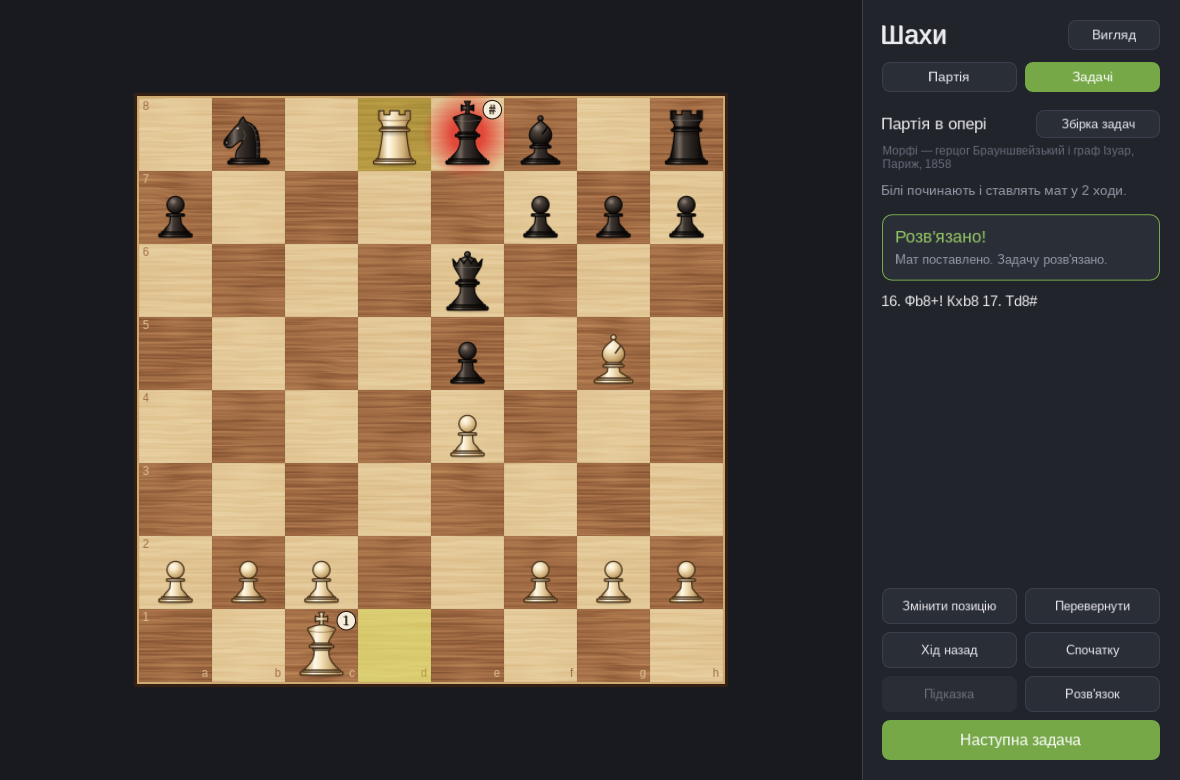 Шахи
Вигляд
Партія
Задачі
Партія в опері
Збірка задач
Морфі — герцог Брауншвейзький і граф Ізуар,
Париж, 1858
Білі починають і ставлять мат у 2 ходи.
Розв'язано!
Мат поставлено. Задачу розв'язано.
16. Фb8+! Кxb8 17. Тd8#
8
#
7
6
5
4
3
2
1
1
a
b
c
d
e
f
g
h
Змінити позицію
Перевернути
Хід назад
Спочатку
Підказка
Розв'язок
Наступна задача